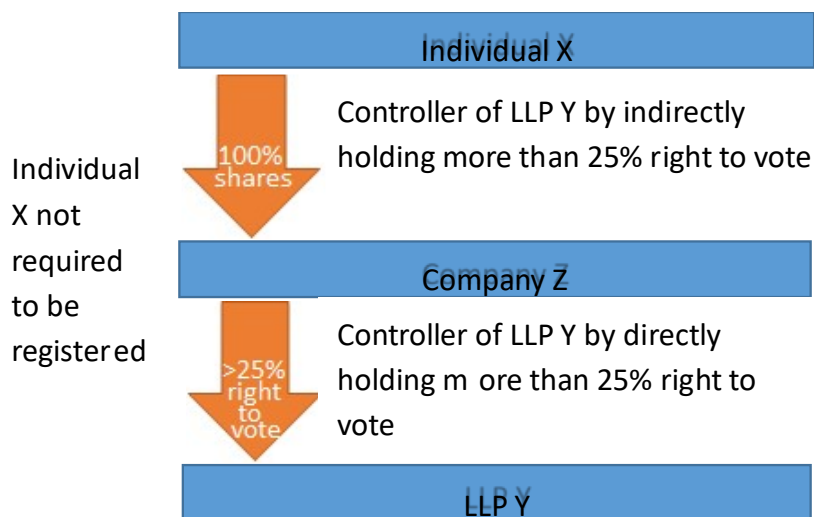 Individual X
Controller of LLP Y by indirectly
holding more than 25% right to vote
100%
shares
Individual
X not
required
to be
registered
Company Z
Controller of LLP Y by directly
holding m ore than 25% right to
vote
>25%
right
to
vote
LLP Y